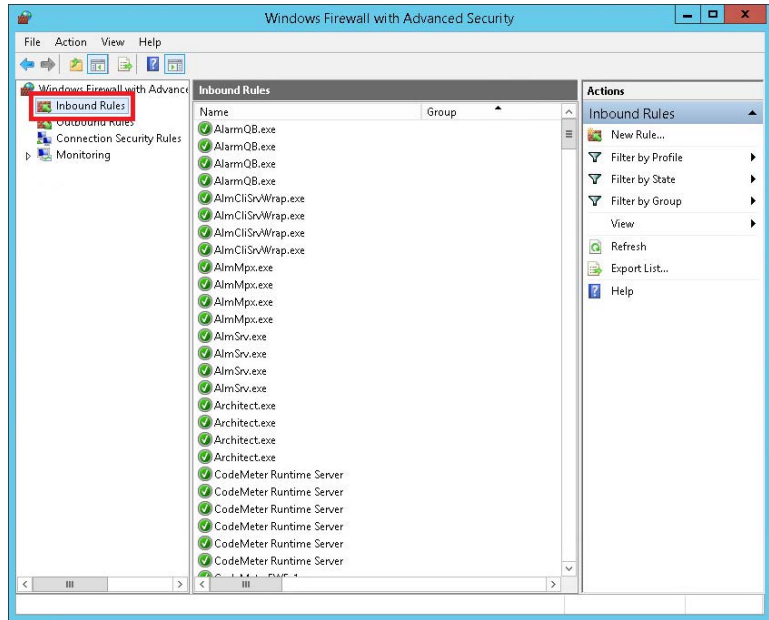 Windows Firewall with Advanced Security
File Action View Help
Windows Firewall with Advance
Inbound Rules
Outbound Rules
Connection Security Rules
Monitoring
Inbound Rules
Name Group
AlarmQB.exe
AlarmQB.exe
AlarmQB.exe
AlarmQB.exe
AlmCliSrvWrap.exe
AlmCliSrvWrap.exe
AlmCliSrvWrap.exe
AlmCliSrvWrap.exe
AlmMpx.exe
AlmMpx.exe
AlmMpx.exe
AlmMpx.exe
AlmSrv.exe
AlmSrv.exe
AlmSrv.exe
AlmSrv.exe
Architect.exe
Architect.exe
Architect.exe
Architect.exe
CodeMeter Runtime Server
CodeMeter Runtime Server
CodeMeter Runtime Server
CodeMeter Runtime Server
CodeMeter Runtime Server
CodeMeter Runtime Server
Actions
Inbound Rules
New Rule...
Filter by Profile
Filter by State
Filter by Group
View
Refresh
Export List...
Help